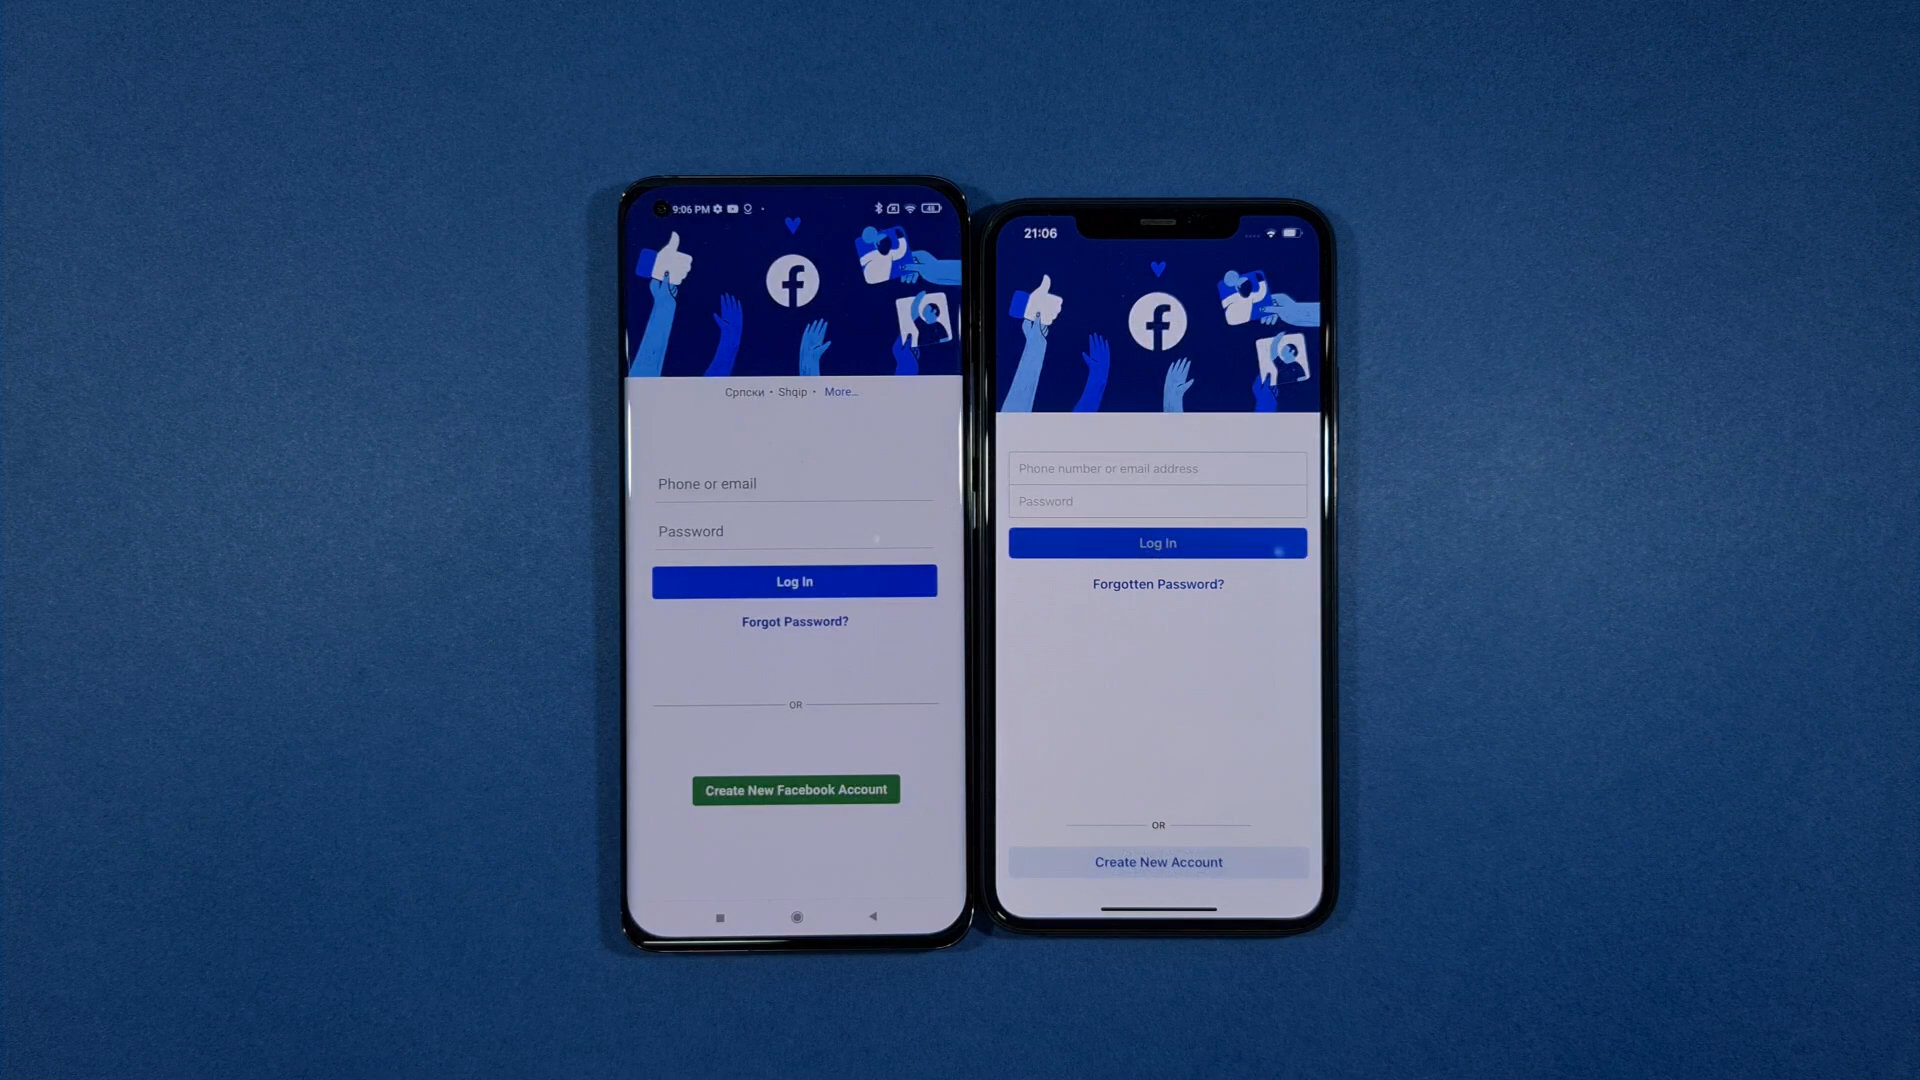 9:06 PM
48
Српски • Shqip • More...
Phone or email
Password
Log In
Forgot Password?
OR
Create New Facebook Account
21:06
Phone number or email address
Password
Log In
Forgotten Password?
OR
Create New Account